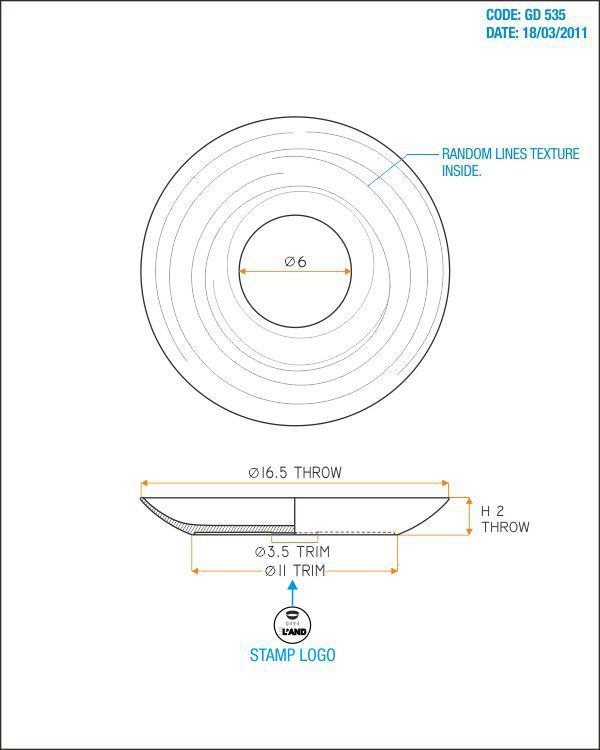 CODE: GD 535
DATE: 18/03/2011
RANDOM LINES TEXTURE
INSIDE.
Ø6
Ø16.5 THROW
H 2
THROW
Ø3.5 TRIM
Ø11 TRIM
gaya
L'AND
STAMP LOGO